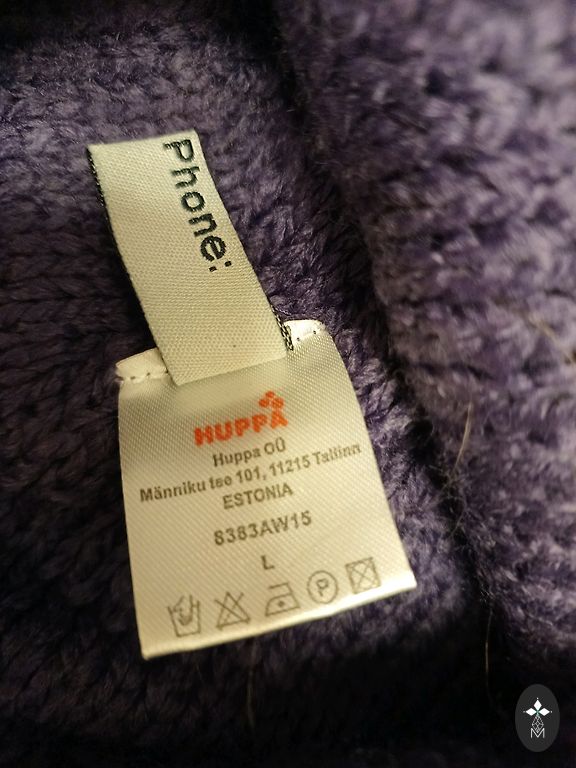 Phone:
HUPPA
Huppa OÜ
Männiku tee 101, 11215 Tallinn
ESTONIA
8383AW15
L
P
M